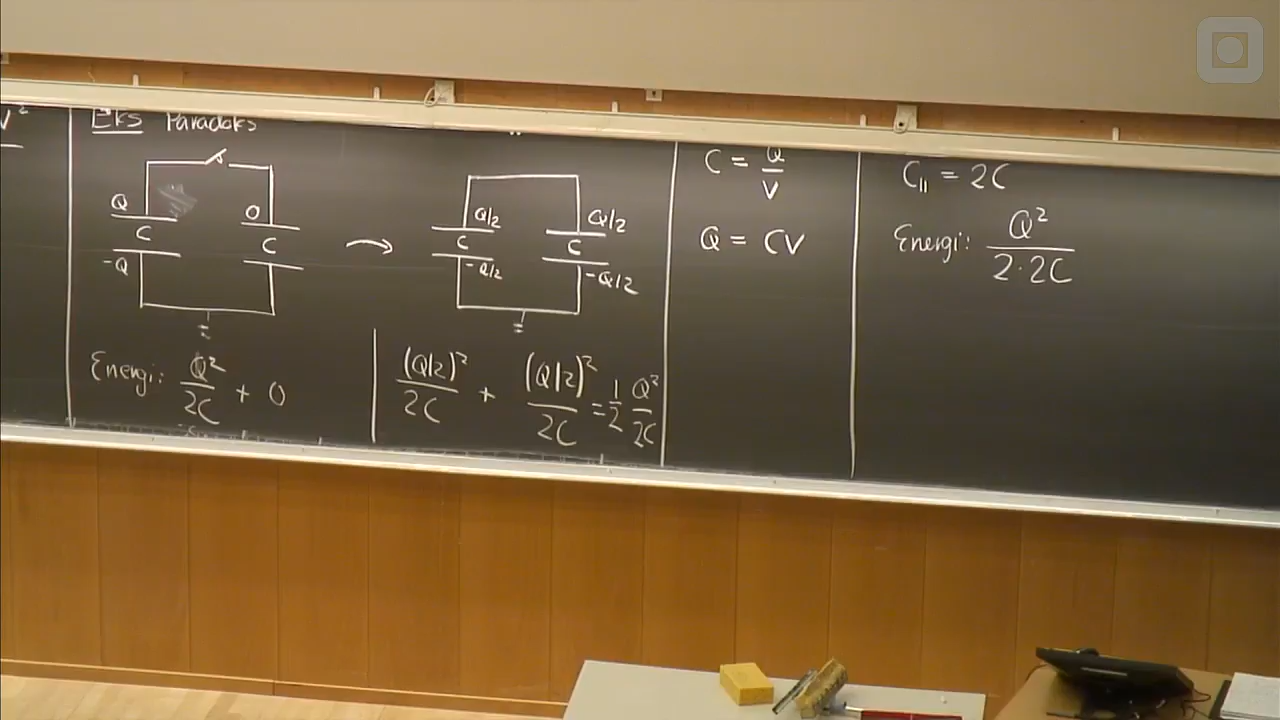 V²
Eks Paradoks
Q
C
-Q
0
C
→
Q/2
C
-Q/2
Q/2
C
-Q/2
Energi: Q²/2C + 0
(Q/2)²/2C + (Q/2)²/2C = 1/2 Q²/2C
C = Q/V
Q = CV
C|| = 2C
Energi: Q²/2·2C